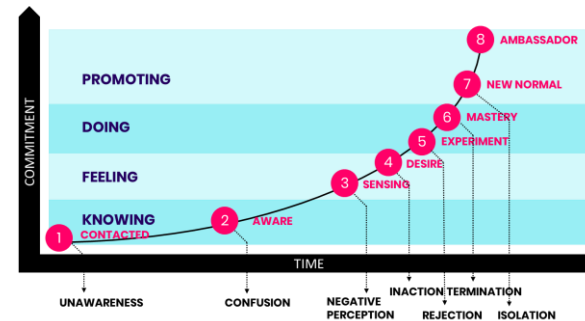 8 AMBASSADOR
PROMOTING
7 NEW NORMAL
6 MASTERY
DOING
5 EXPERIMENT
4 DESIRE
FEELING
3 SENSING
KNOWING
2 AWARE
1 CONTACTED
COMMITMENT
TIME
UNAWARENESS
CONFUSION
NEGATIVE
PERCEPTION
INACTION
REJECTION
TERMINATION
ISOLATION